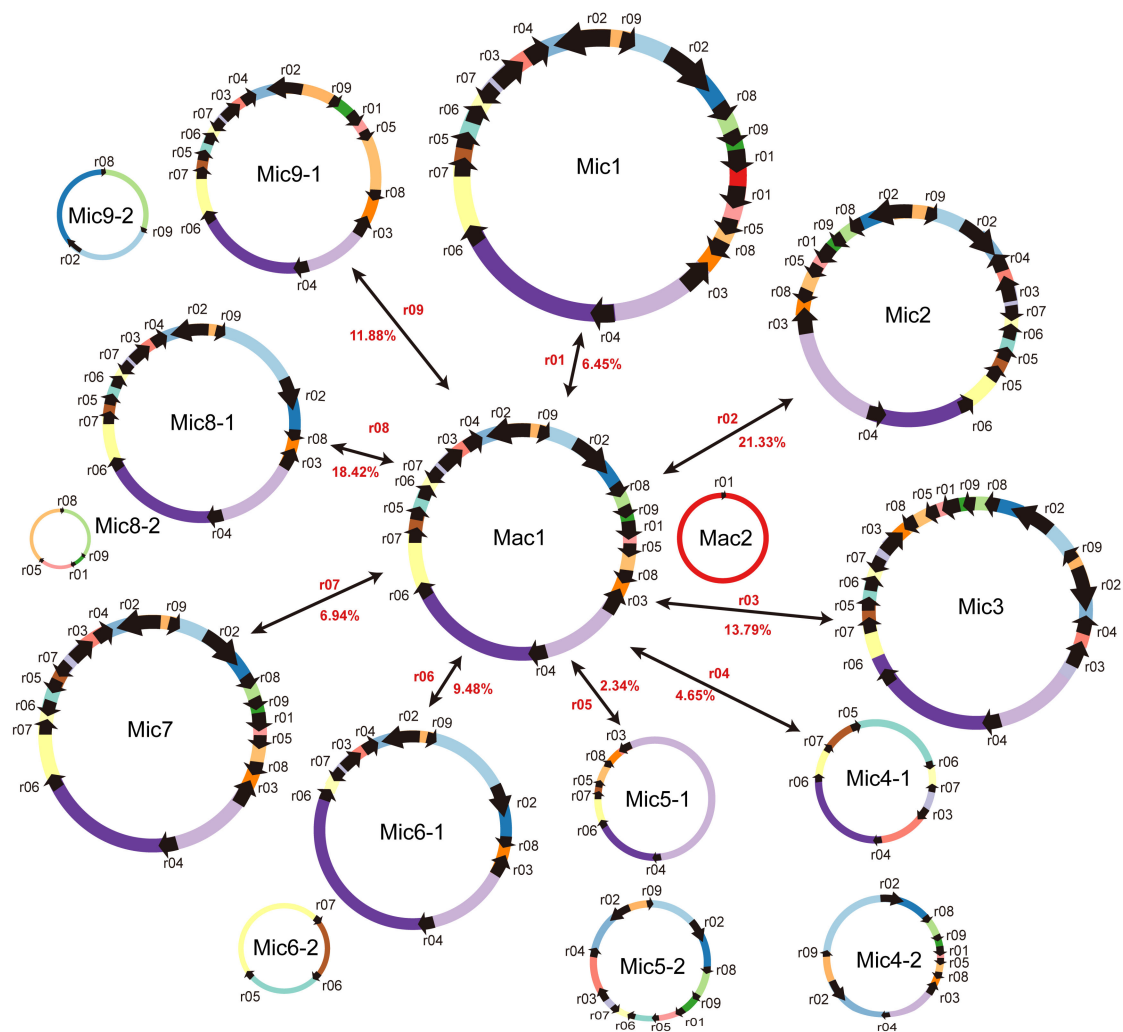 Mic1
r02
r09
r02
r08
r09
r01
r01
r05
r08
r03
r04
r06
r07
r05
r06
r07
r03
r04
Mic9-1
r02
r09
r01
r05
r08
r03
r04
r06
r07
r05
r06
r07
r03
r04
Mic9-2
r08
r09
r02
r09
11.88%
r01
6.45%
Mic2
r08
r02
r09
r02
r04
r03
r07
r06
r05
r05
r06
r04
r03
r08
r05
r01
r09
r02
21.33%
Mic8-1
r02
r09
r02
r08
r03
r04
r06
r07
r05
r06
r07
r03
r04
r08
18.42%
Mic8-2
r08
r09
r01
r05
Mac1
r02
r09
r02
r08
r09
r01
r05
r08
r03
r04
r06
r07
r05
r06
r07
r03
r04
Mac2
r01
Mic3
r08
r02
r09
r02
r04
r03
r04
r06
r07
r05
r06
r07
r03
r08
r05
r01
r09
r03
13.79%
r07
6.94%
Mic7
r02
r09
r02
r08
r09
r01
r05
r08
r03
r04
r06
r07
r06
r05
r07
r03
r04
r06
9.48%
Mic6-1
r02
r09
r02
r08
r03
r04
r06
r07
r03
r04
Mic6-2
r07
r06
r05
2.34%
r05
Mic5-1
r03
r04
r06
r07
r05
r08
Mic5-2
r02
r09
r02
r08
r09
r01
r05
r06
r07
r03
r04
r04
4.65%
Mic4-1
r05
r06
r07
r03
r04
r06
r07
Mic4-2
r02
r08
r09
r01
r05
r08
r03
r04
r02
r09